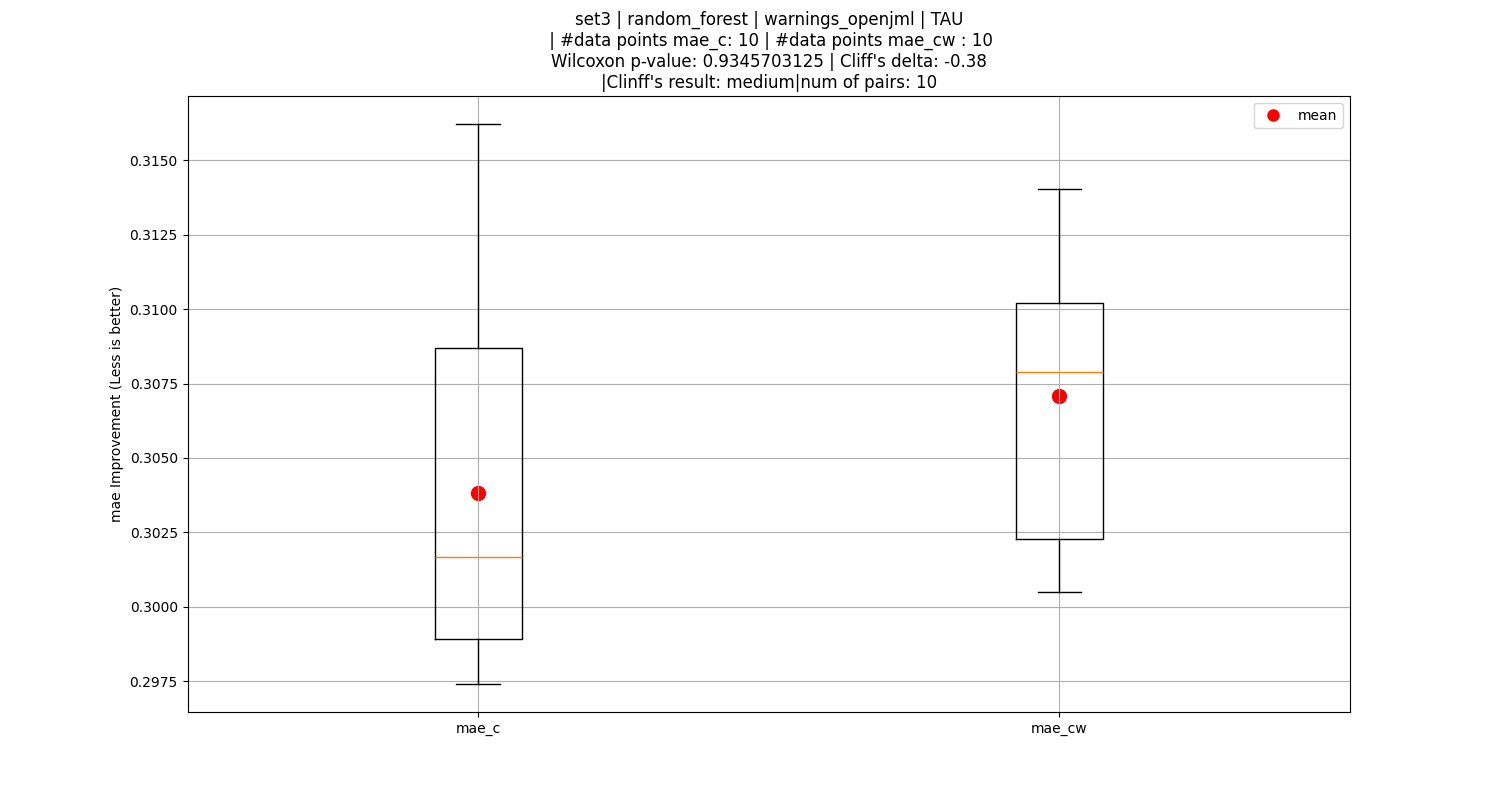 set3 | random_forest | warnings_openjml | TAU
| #data points mae_c: 10 | #data points mae_cw : 10
Wilcoxon p-value: 0.9345703125 | Cliff's delta: -0.38
|Clinff's result: medium|num of pairs: 10
mean
0.3150
0.3125
0.3100
0.3075
0.3050
0.3025
0.3000
0.2975
mae Improvement (Less is better)
mae_c
mae_cw